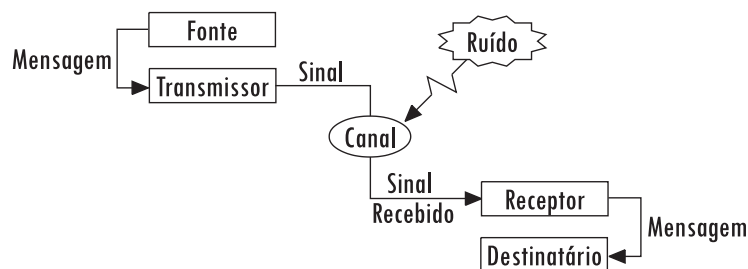 Fonte
Mensagem
Transmissor
Sinal
Ruído
Canal
Sinal
Recebido
Receptor
Mensagem
Destinatário